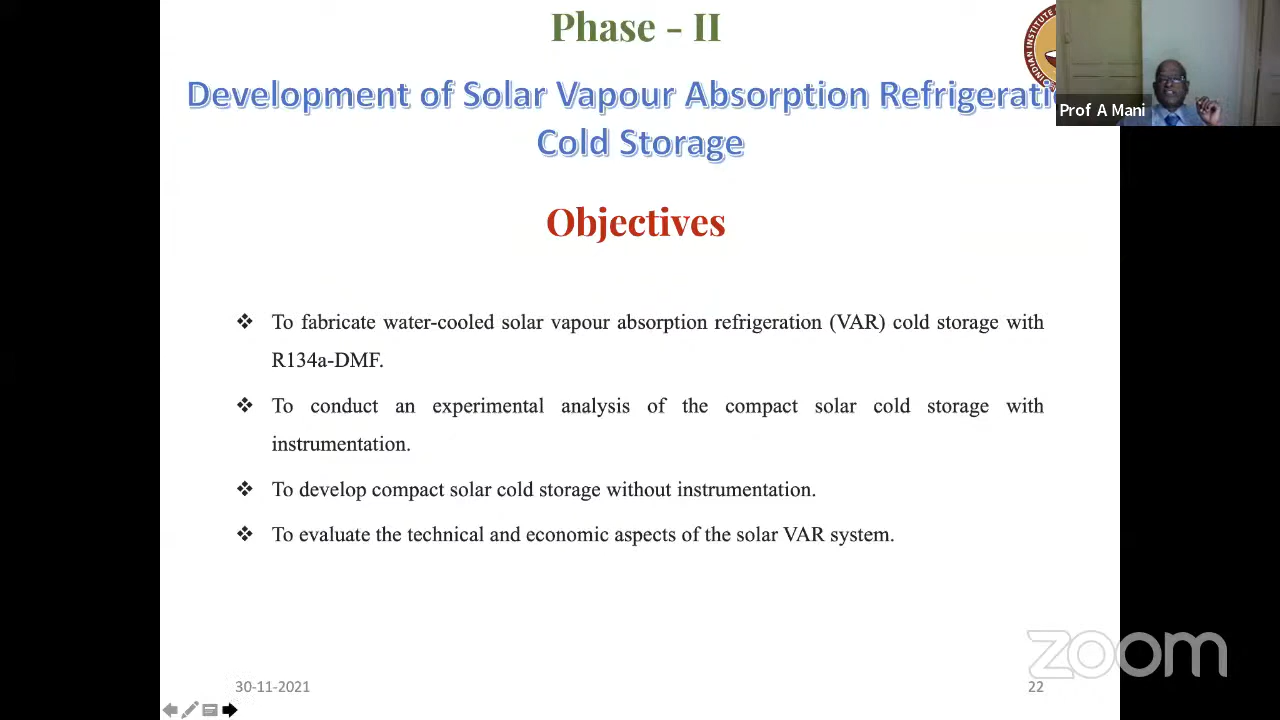 Phase - II
Development of Solar Vapour Absorption Refrigerati
Cold Storage
INDIAN INSTITUTE
Prof A Mani
Objectives
❖ To fabricate water-cooled solar vapour absorption refrigeration (VAR) cold storage with
R134a-DMF.
❖ To conduct an experimental analysis of the compact solar cold storage with
instrumentation.
❖ To develop compact solar cold storage without instrumentation.
❖ To evaluate the technical and economic aspects of the solar VAR system.
zoom
30-11-2021
22